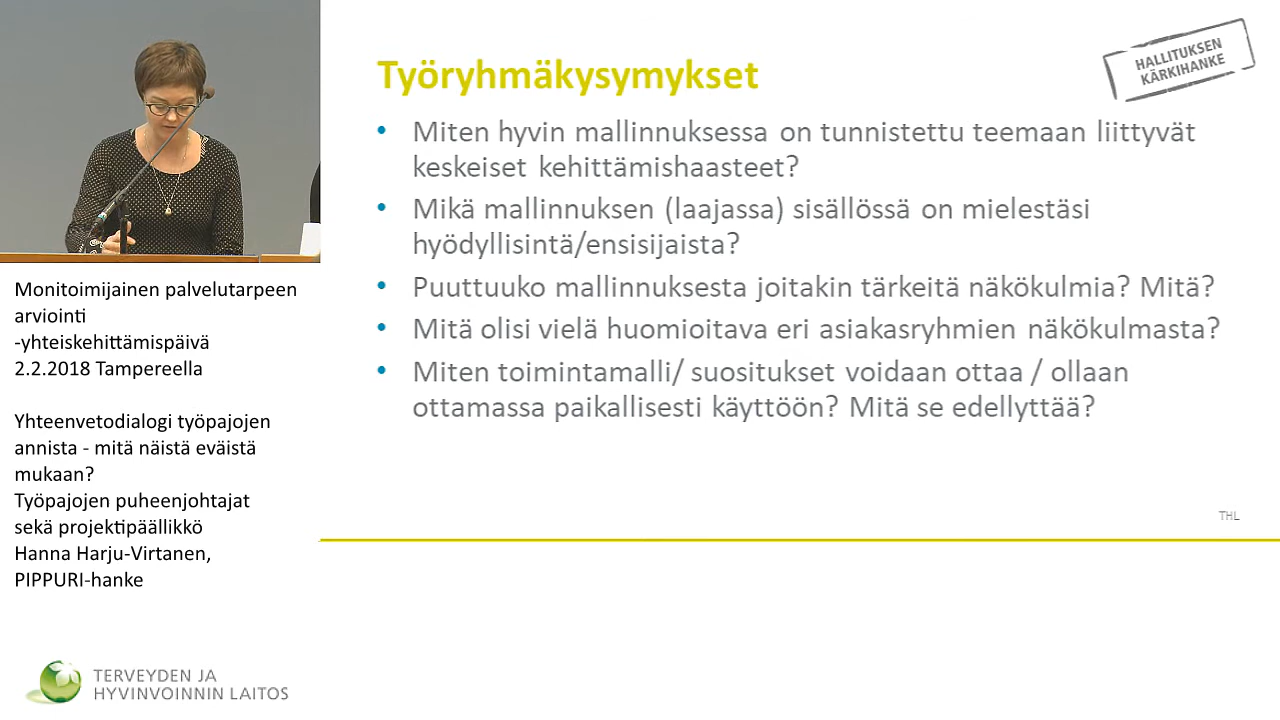 Työryhmäkysymykset
HALLITUKSEN
KÄRKIHANKE
• Miten hyvin mallinnuksessa on tunnistettu teemaan liittyvät
keskeiset kehittämishaasteet?
• Mikä mallinnuksen (laajassa) sisällössä on mielestäsi
hyödyllisintä/ensisijaista?
• Puuttuuko mallinnuksesta joitakin tärkeitä näkökulmia? Mitä?
• Mitä olisi vielä huomioitava eri asiakasryhmien näkökulmasta?
• Miten toimintamalli/ suositukset voidaan ottaa / ollaan
ottamassa paikallisesti käyttöön? Mitä se edellyttää?
THL
Monitoimijainen palvelutarpeen
arviointi
-yhteiskehittämispäivä
2.2.2018 Tampereella
Yhteenvetodialogi työpajojen
annista - mitä näistä eväistä
mukaan?
Työpajojen puheenjohtajat
sekä projektipäällikkö
Hanna Harju-Virtanen,
PIPPURI-hanke
TERVEYDEN JA
HYVINVOINNIN LAITOS